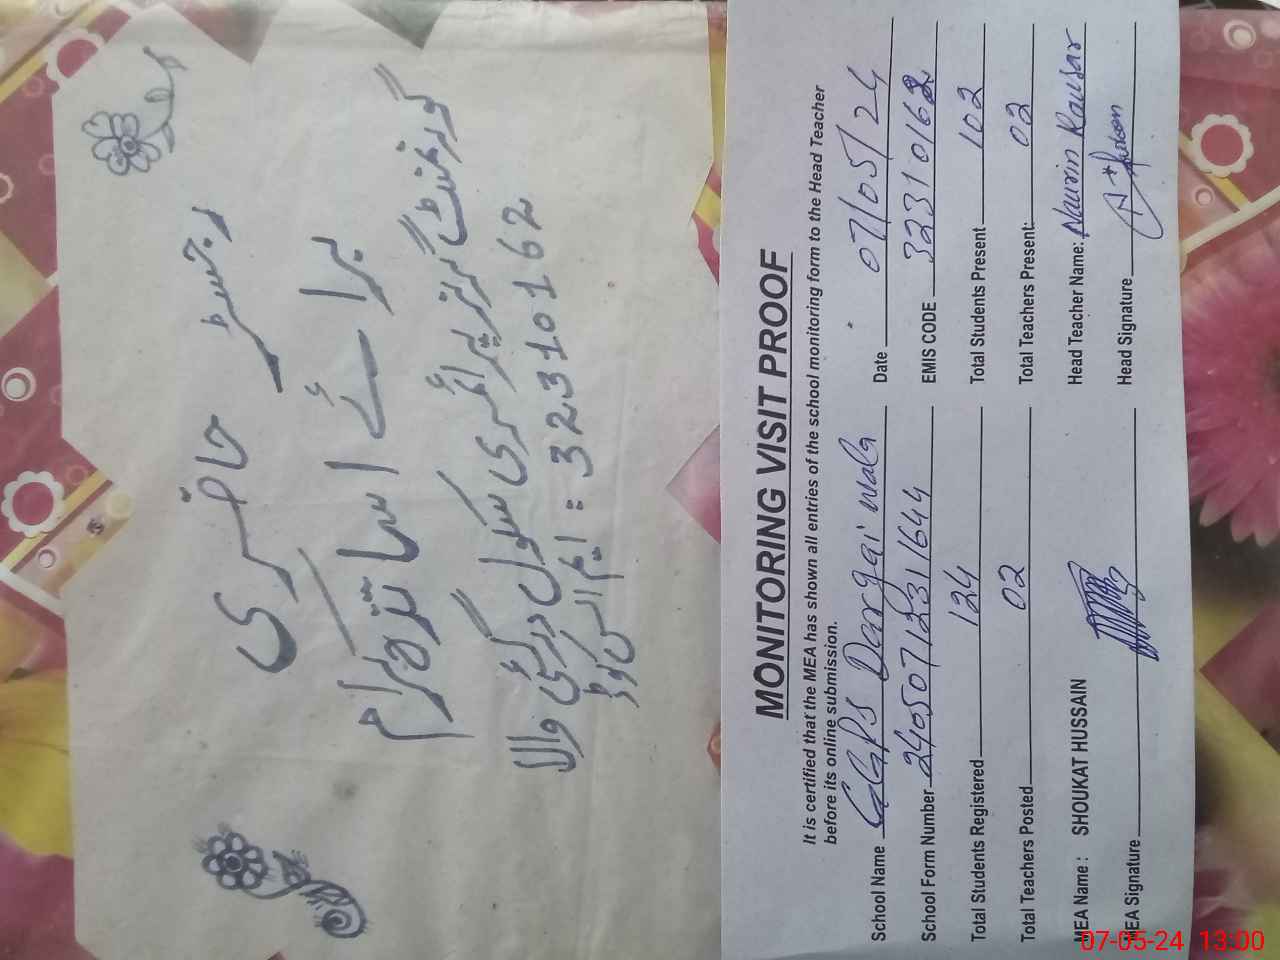 رجسٹر حاضری
برائے اساتذہ کرام
گورنمنٹ گرلز پرائمری سکول درگئی والا
ایم الیس کوڈ : 32310162
MONITORING VISIT PROOF
It is certified that the MEA has shown all entries of the school monitoring form to the Head Teacher
before its online submission.
School Name GGPS Dargai wala Date 07/05/24
School Form Number 24050712231644 EMIS CODE 32310162
Total Students Registered 124 Total Students Present 102
Total Teachers Posted 02 Total Teachers Present: 02
MEA Name : SHOUKAT HUSSAIN Head Teacher Name: Naurin Kausar
MEA Signature Head Signature
07-05-24 13:00